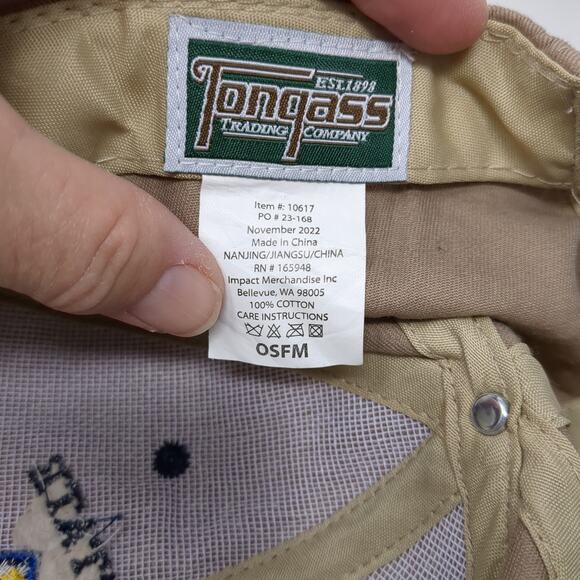 EST. 1898
Tongass
TRADING COMPANY
Item #: 10617
PO # 23-168
November 2022
Made in China
NANJING/JIANGSU/CHINA
RN # 165948
Impact Merchandise Inc
Bellevue, WA 98005
100% COTTON
CARE INSTRUCTIONS
OSFM